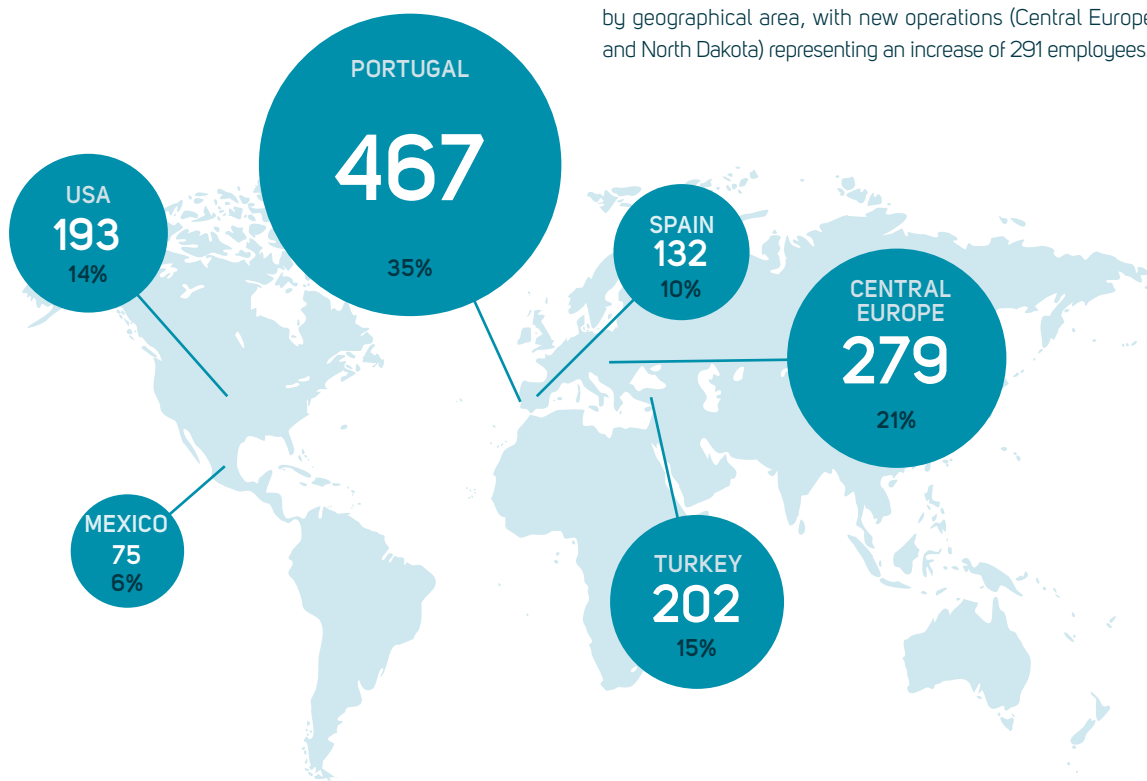 by geographical area, with new operations (Central Europe
and North Dakota) representing an increase of 291 employees
PORTUGAL
467
35%
USA
193
14%
SPAIN
132
10%
CENTRAL
EUROPE
279
21%
MEXICO
75
6%
TURKEY
202
15%